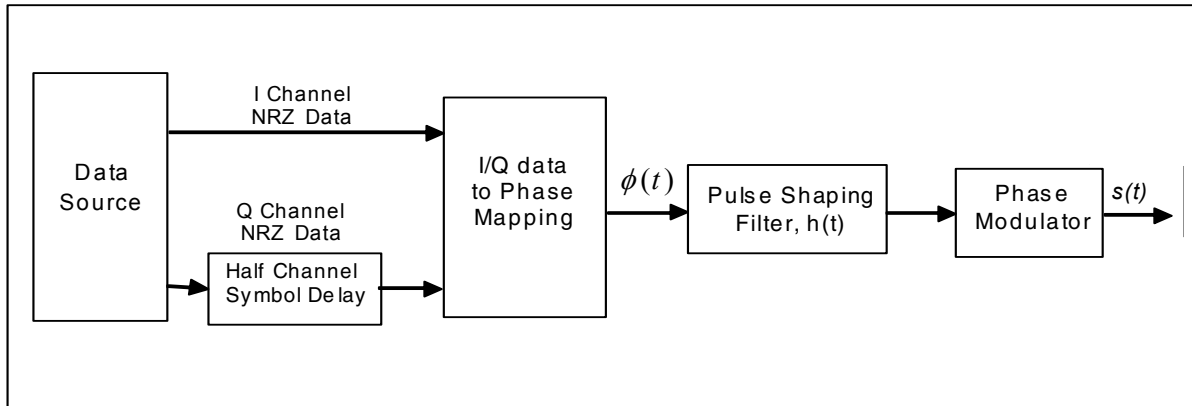 Data
Source
I Channel
NRZ Data
Q Channel
NRZ Data
Half Channel
Symbol Delay
I/Q data
to Phase
Mapping
ϕ(t)
Pulse Shaping
Filter, h(t)
Phase
Modulator
s(t)